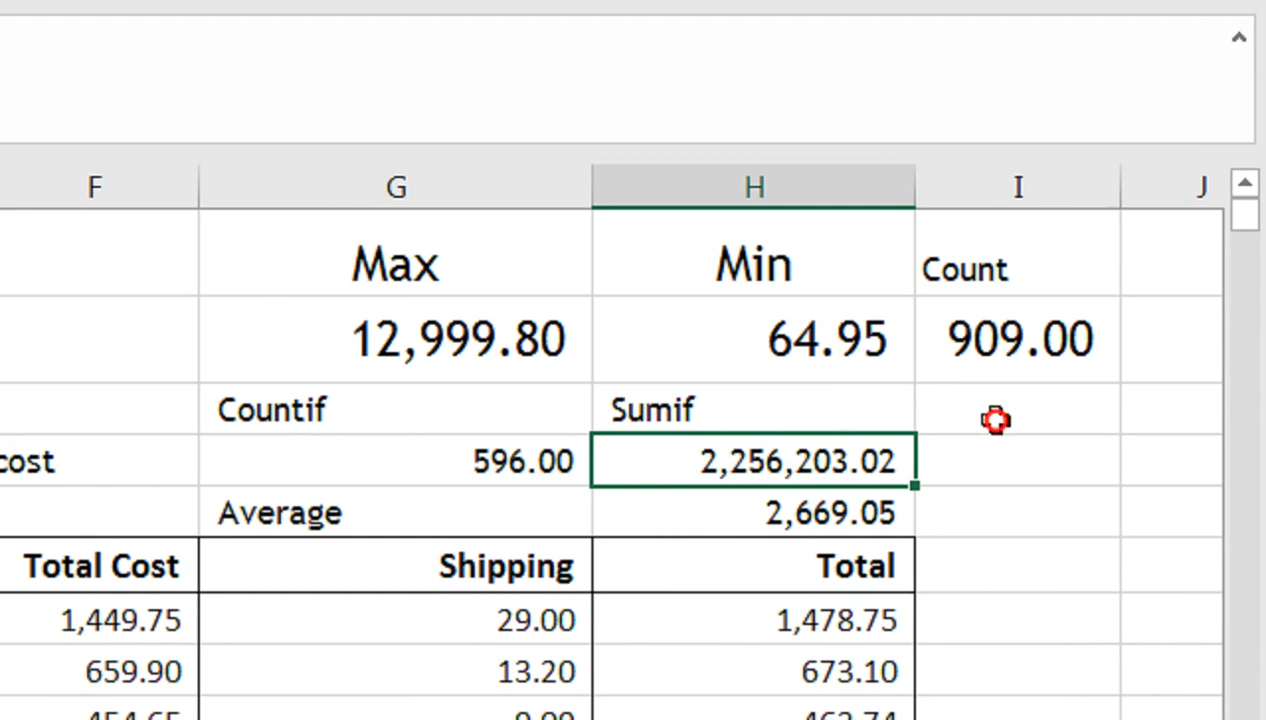 F G H I J
Max Min Count
12,999.80 64.95 909.00
Countif Sumif
cost 596.00 2,256,203.02
Average 2,669.05
Total Cost Shipping Total
1,449.75 29.00 1,478.75
659.90 13.20 673.10